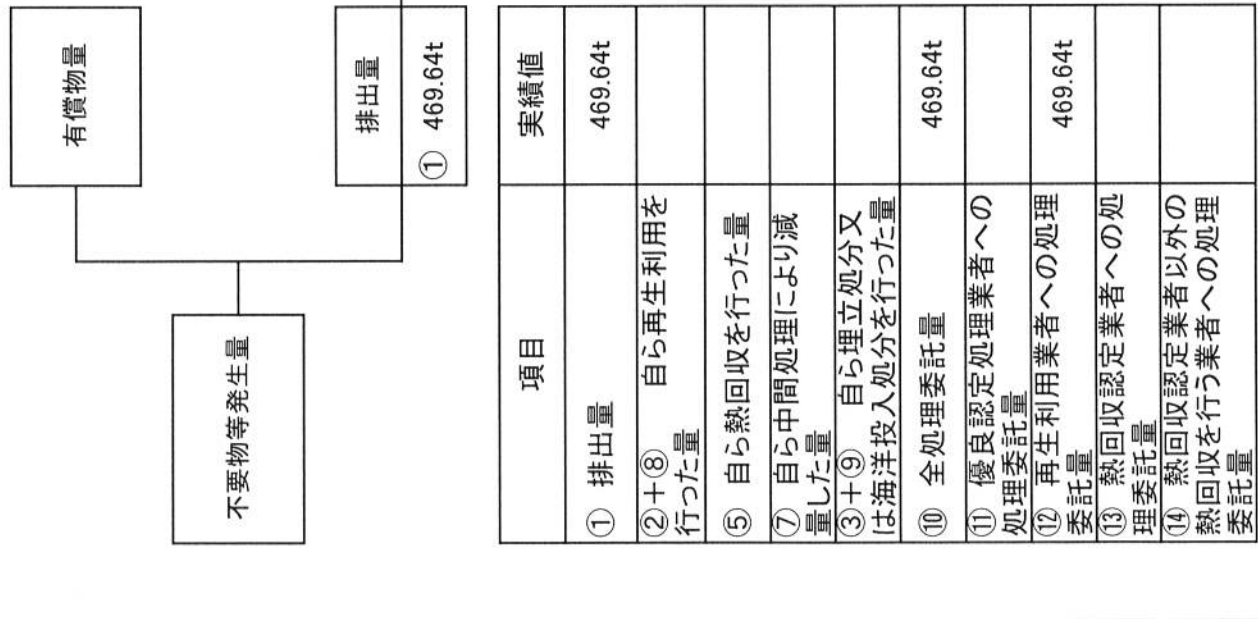 有償物量
不要物等発生量
排出量
① 469.64t
項目
実績値
① 排出量
469.64t
②+⑧ 自ら再生利用を
行った量
⑤ 自ら熱回収を行った量
⑦ 自ら中間処理により減
量した量
③+⑨ 自ら埋立処分又
は海洋投入処分を行った量
⑩ 全処理委託量
469.64t
⑪ 優良認定処理業者への
処理委託量
⑫ 再生利用業者への処理
委託量
469.64t
⑬ 熱回収認定業者への処
理委託量
⑭ 熱回収認定業者以外の
熱回収を行う業者への処理
委託量